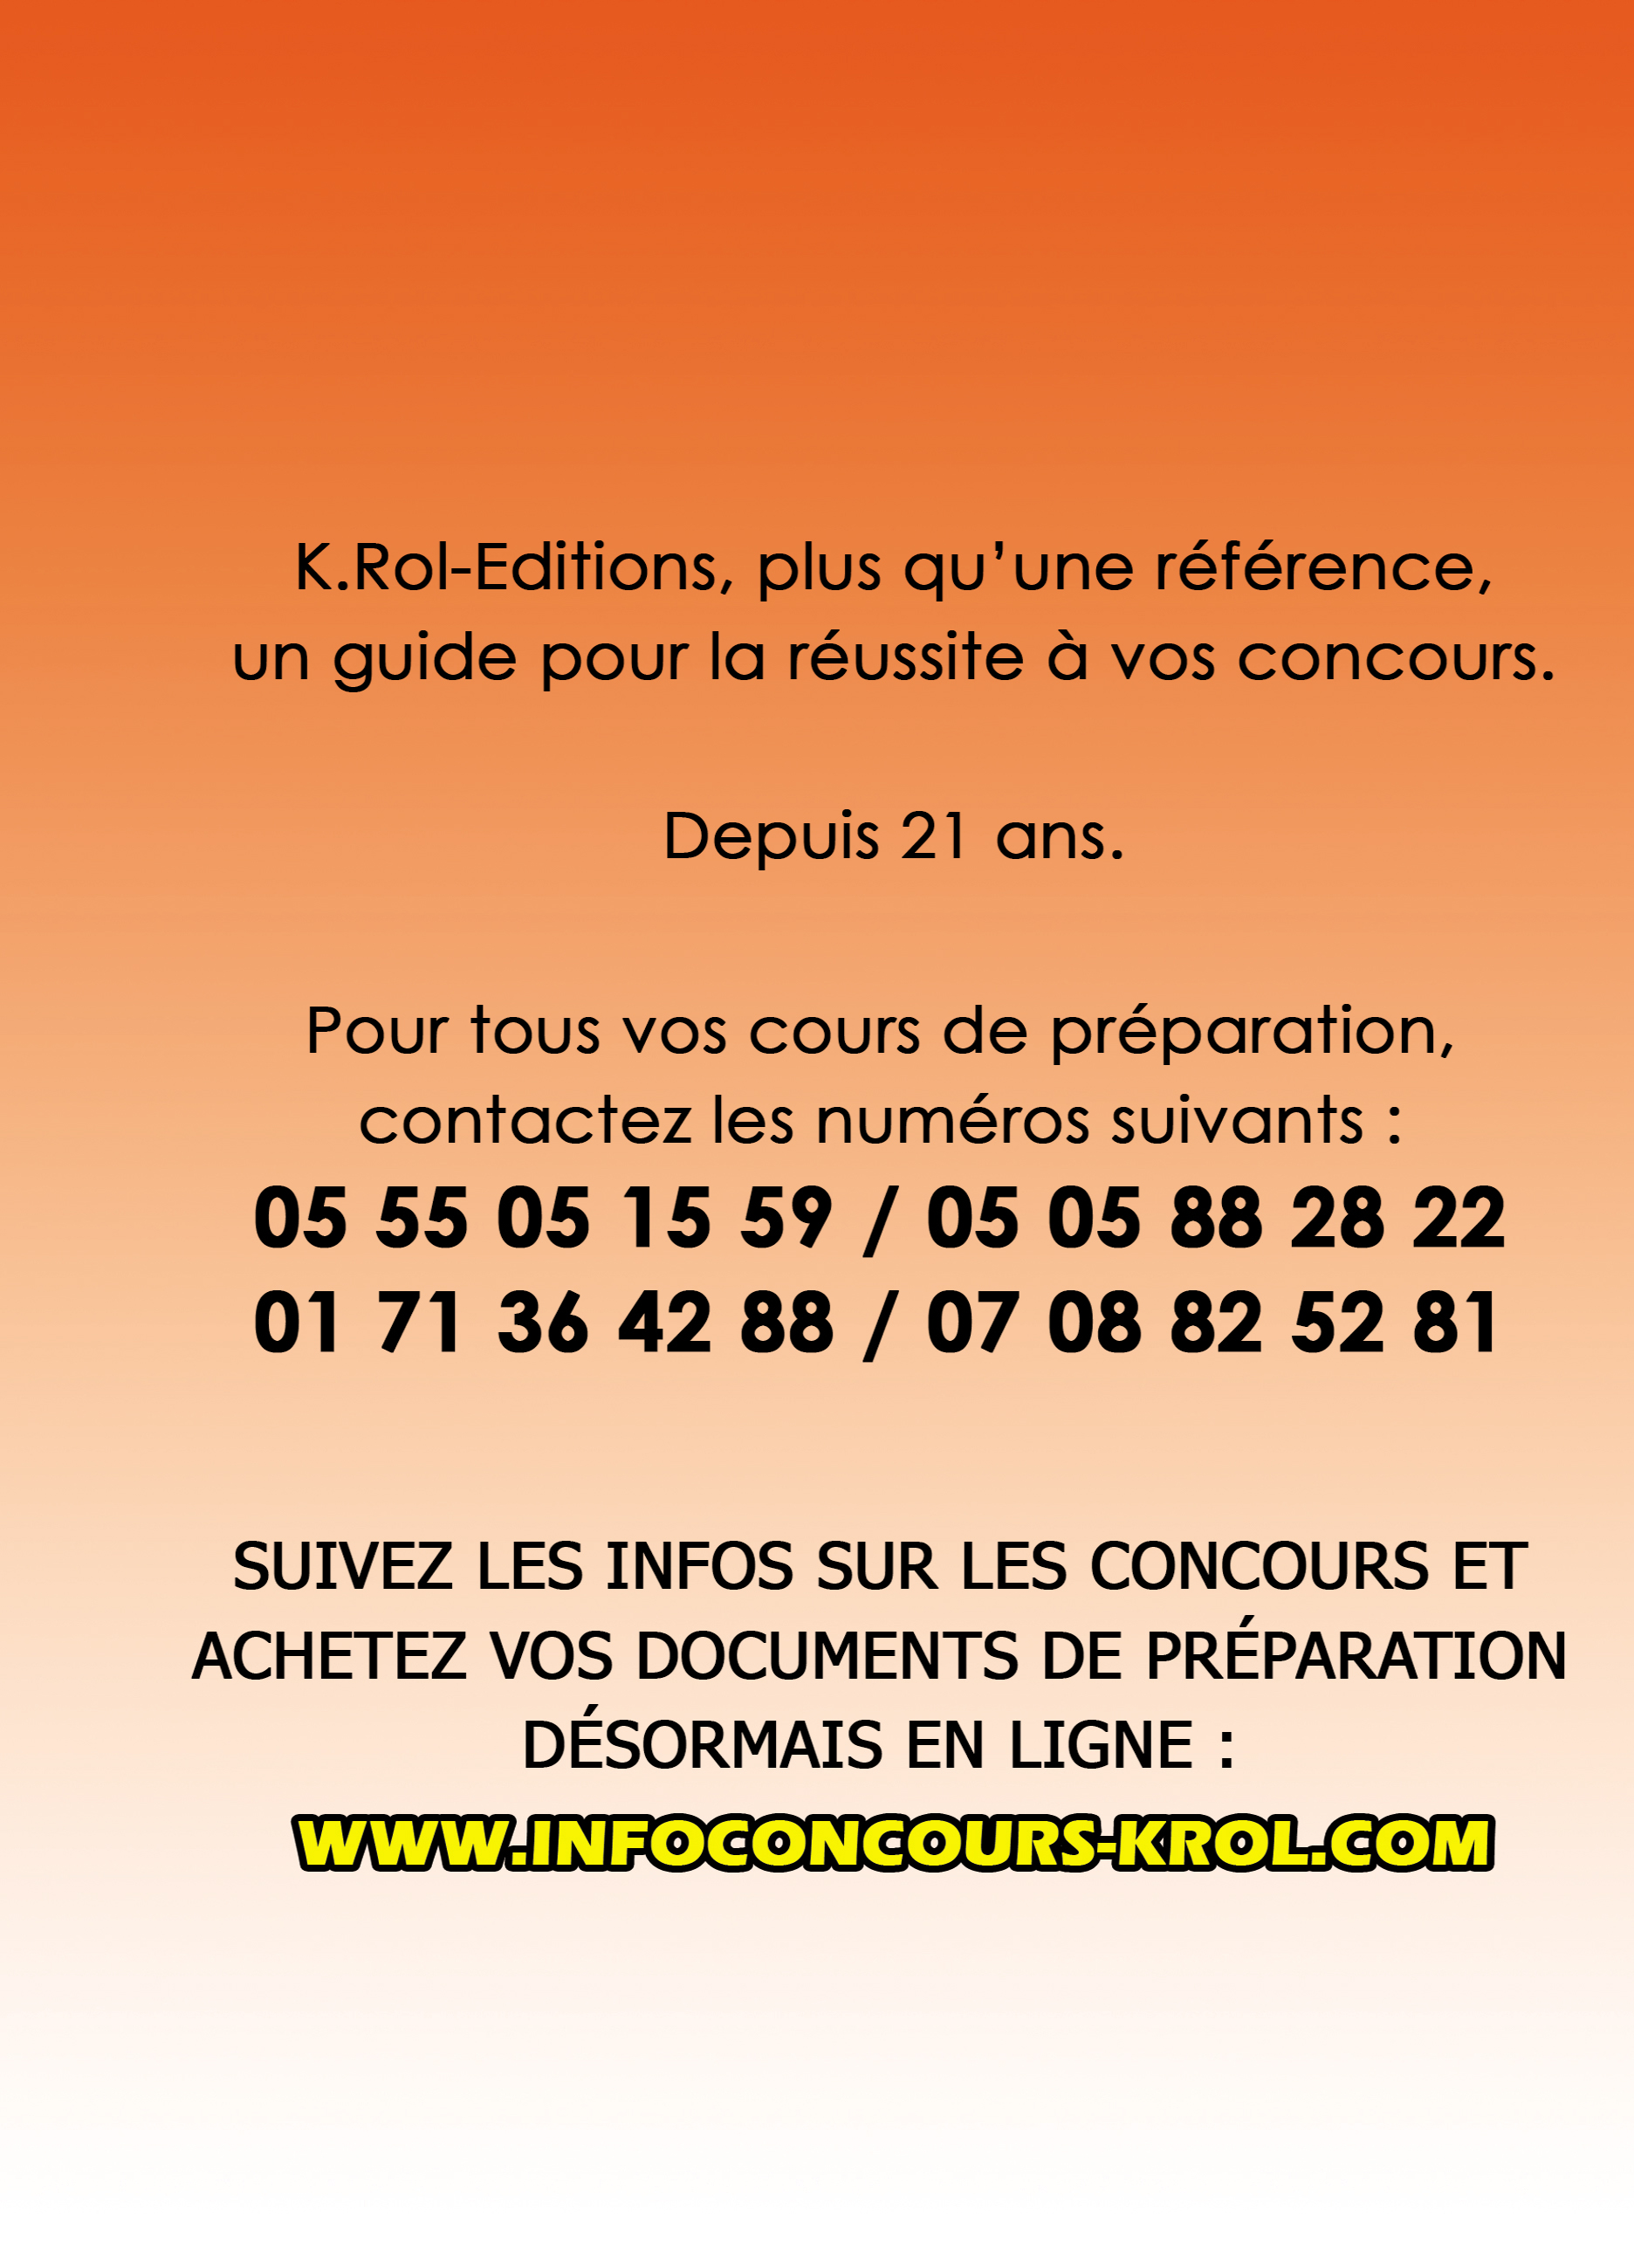 K.Rol-Editions, plus qu’une référence,
un guide pour la réussite à vos concours.
Depuis 21 ans.
Pour tous vos cours de préparation,
contactez les numéros suivants :
05 55 05 15 59 / 05 05 88 28 22
01 71 36 42 88 / 07 08 82 52 81
SUIVEZ LES INFOS SUR LES CONCOURS ET
ACHETEZ VOS DOCUMENTS DE PRÉPARATION
DÉSORMAIS EN LIGNE :
WWW.INFOCONCOURS-KROL.COM